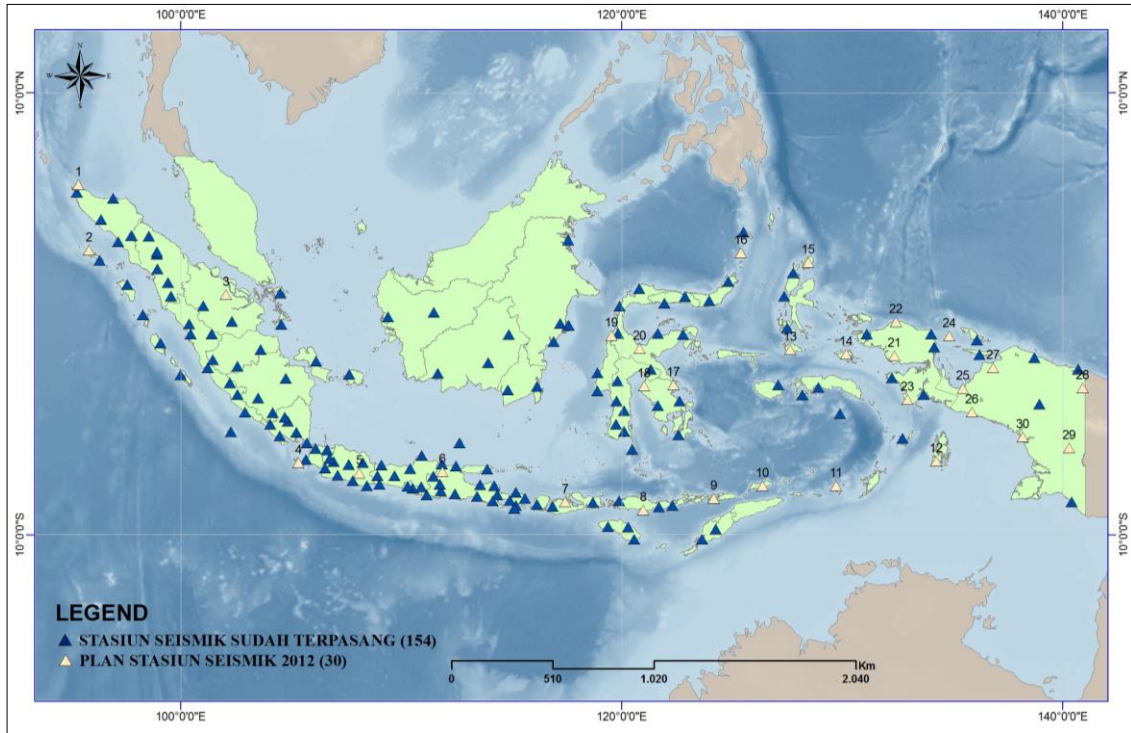 100°0'0"E 120°0'0"E 140°0'0"E
N
W E
S
10°0'0"N 10°0'0"N
1
2
3
4
5
6
7
8
9
10
11
12
13
14
15
16
17
18
19
20
21
22
23
24
25
26
27
28
29
30
10°0'0"S 10°0'0"S
LEGEND
STASIUN SEISMIK SUDAH TERPASANG (154)
PLAN STASIUN SEISMIK 2012 (30)
Km
0 510 1.020 2.040
100°0'0"E 120°0'0"E 140°0'0"E